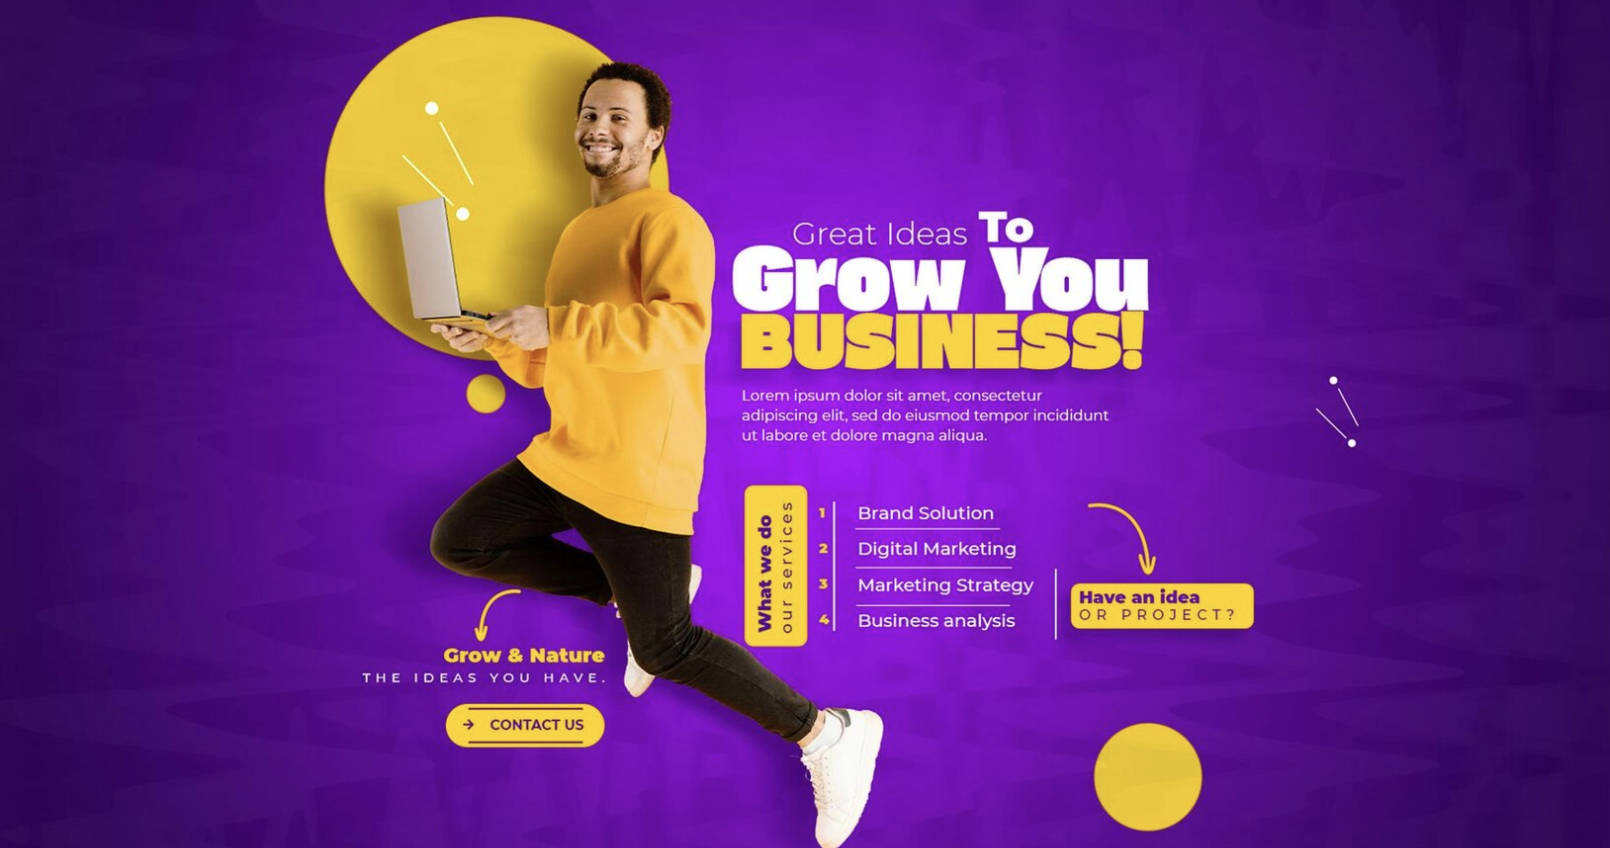 Great Ideas To
Grow You
BUSINESS!
Lorem ipsum dolor sit amet, consectetur
adipiscing elit, sed do eiusmod tempor incididunt
ut labore et dolore magna aliqua.
What we do
our services
1 Brand Solution
2 Digital Marketing
3 Marketing Strategy
4 Business analysis
Have an idea
OR PROJECT?
Grow & Nature
THE IDEAS YOU HAVE.
CONTACT US